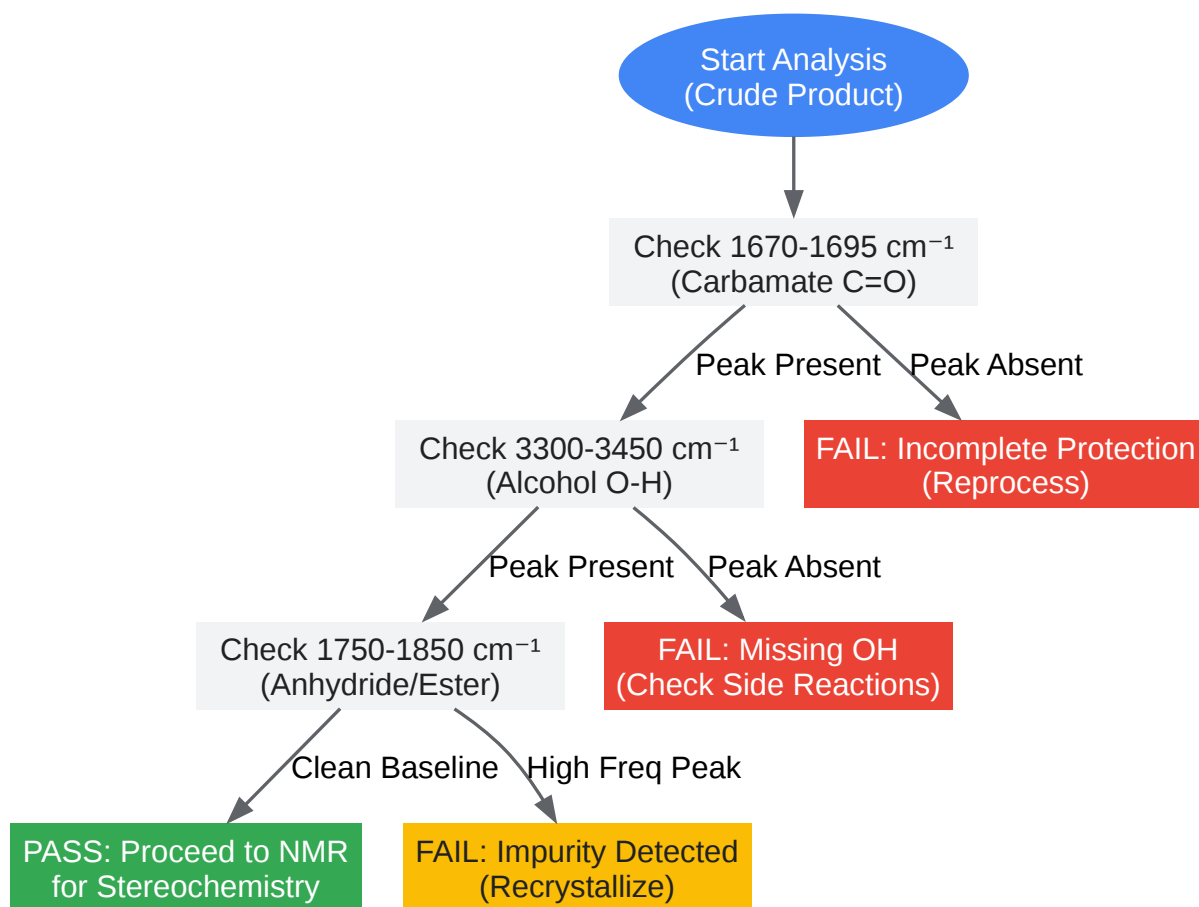 Start Analysis
(Crude Product)
Check 1670-1695 cm⁻¹
(Carbamate C=O)
Peak Present
Peak Absent
Check 3300-3450 cm⁻¹
(Alcohol O-H)
FAIL: Incomplete Protection
(Reprocess)
Peak Present
Peak Absent
Check 1750-1850 cm⁻¹
(Anhydride/Ester)
FAIL: Missing OH
(Check Side Reactions)
Clean Baseline
High Freq Peak
PASS: Proceed to NMR
for Stereochemistry
FAIL: Impurity Detected
(Recrystallize)